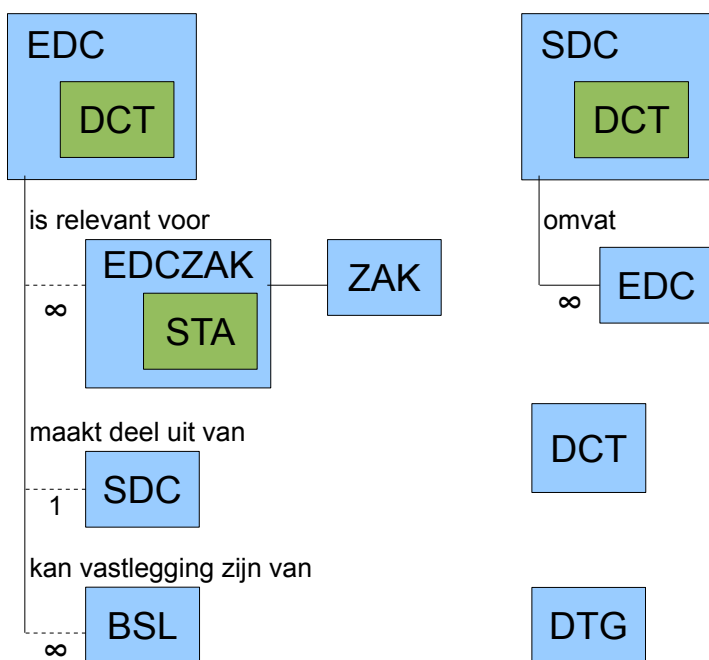 EDC
DCT
is relevant voor
EDCZAK
ZAK
∞
STA
maakt deel uit van
SDC
1
kan vastlegging zijn van
BSL
∞
SDC
DCT
omvat
EDC
∞
DCT
DTG